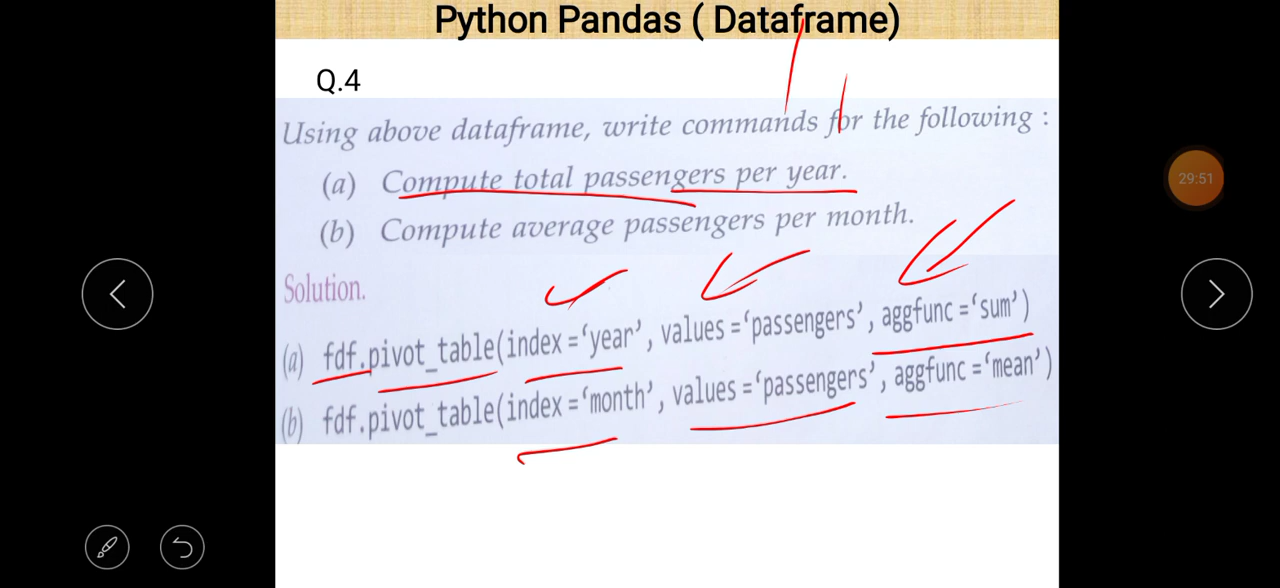 Python Pandas ( Dataframe)
Q.4
Using above dataframe, write commands for the following :
(a) Compute total passengers per year.
(b) Compute average passengers per month.
29:51
Solution.
(a) fdf.pivot_table(index =‘year’ , values =‘passengers’ , aggfunc =‘sum’ )
(b) fdf.pivot_table(index =‘month’ , values =‘passengers’ , aggfunc =‘mean’ )